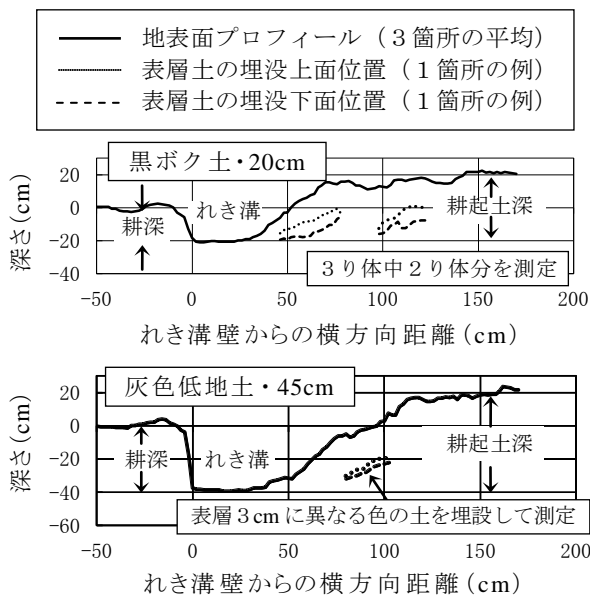 地表面プロフィール（３箇所の平均）
表層土の埋没上面位置（１箇所の例）
表層土の埋没下面位置（１箇所の例）
黒ボク土・20cm
深さ(cm)
20
0
-20
-40
耕深
れき溝
耕起土深
３り体中２り体分を測定
-50 0 50 100 150 200
れき溝壁からの横方向距離（cm）
灰色低地土・45cm
深さ(cm)
20
0
-20
-40
-60
耕深
れき溝
耕起土深
表層３cmに異なる色の土を埋設して測定
-50 0 50 100 150 200
れき溝壁からの横方向距離（cm）